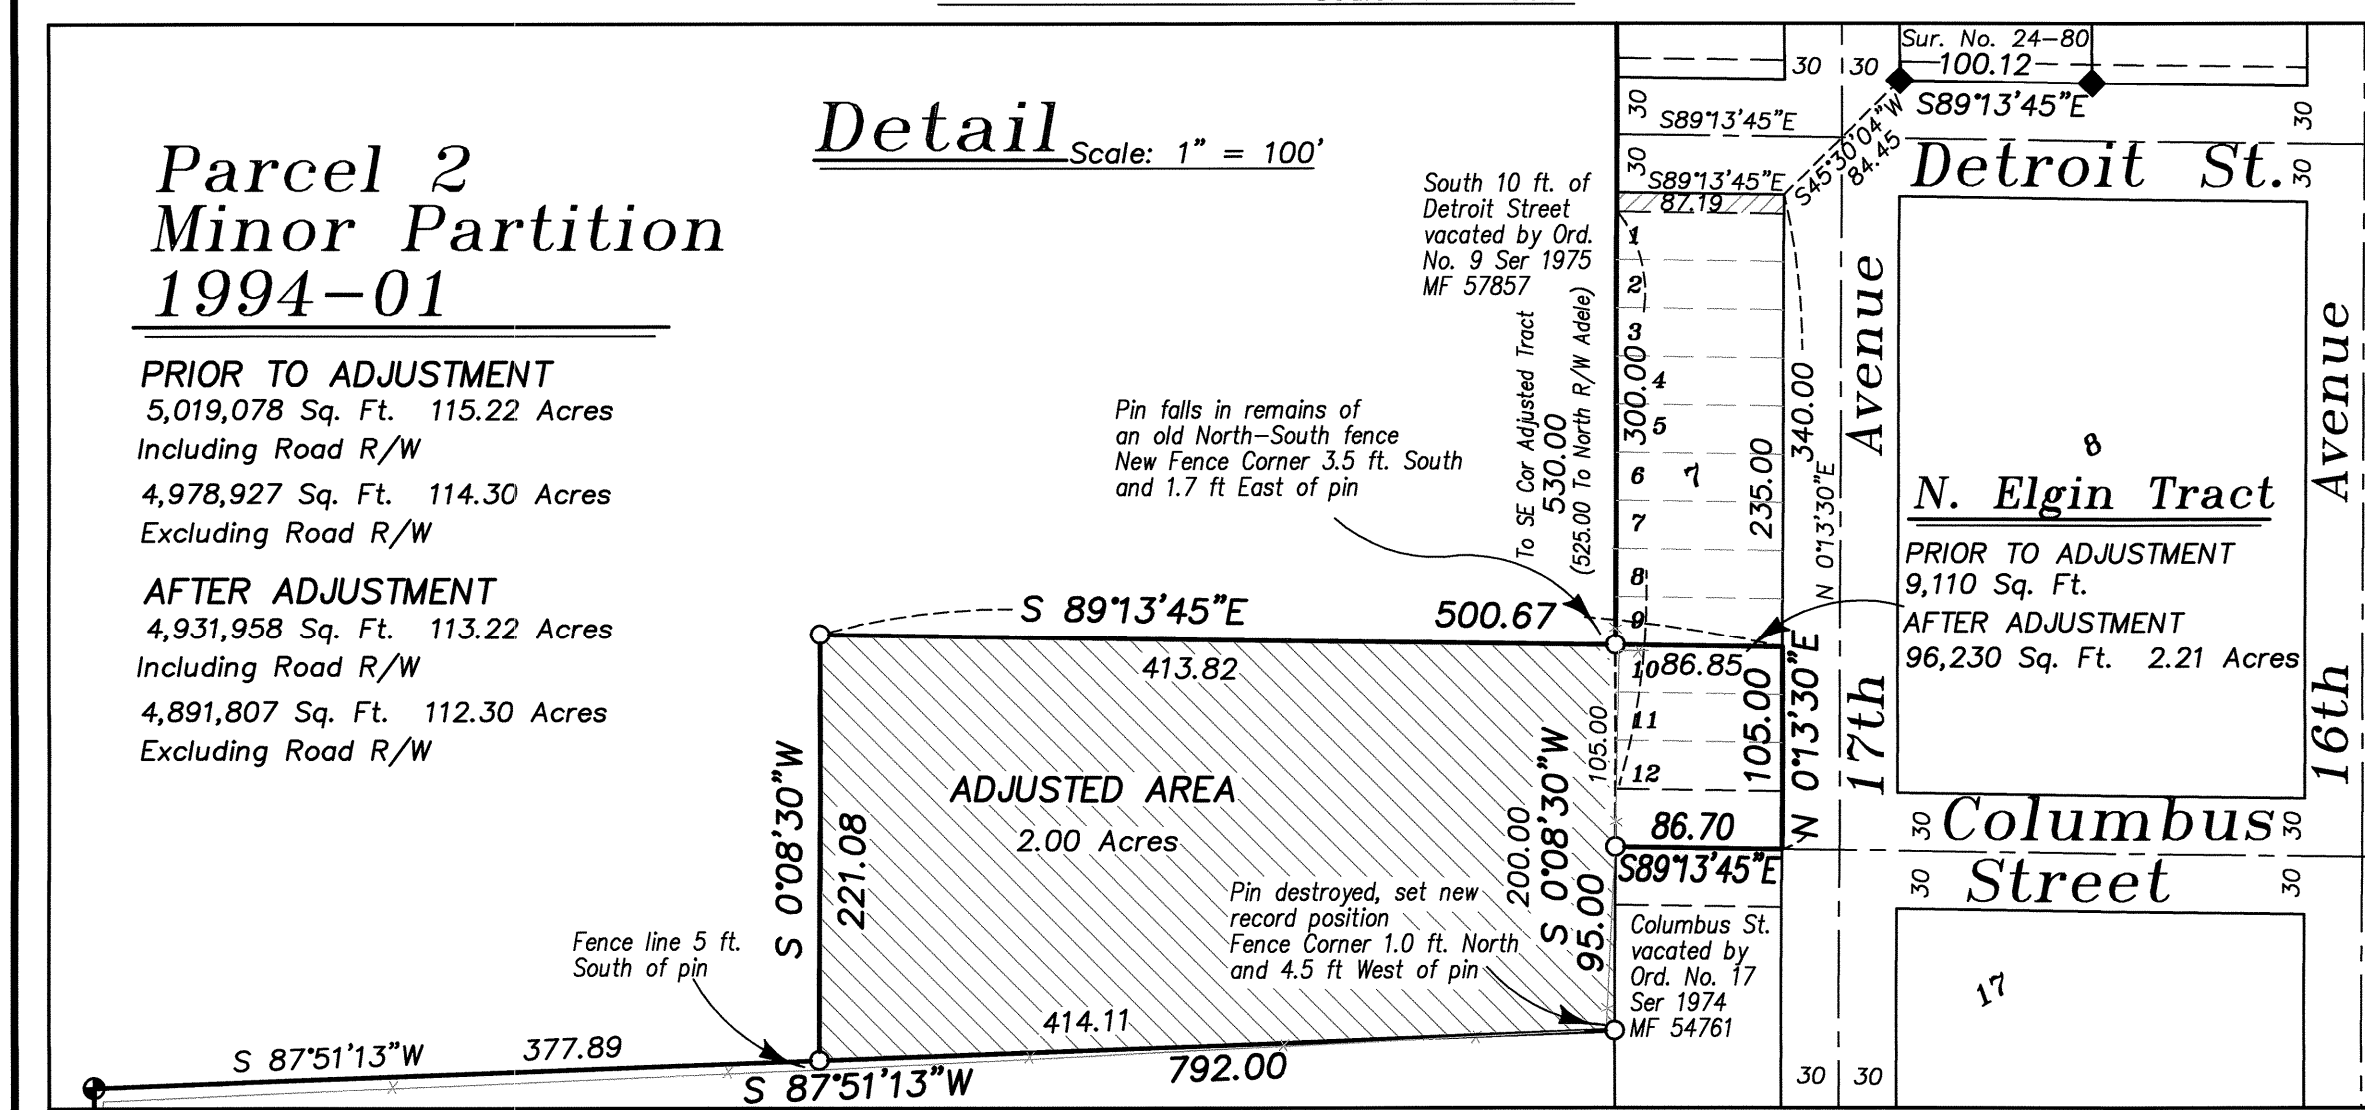 Detail Scale: 1" = 100'
Parcel 2
Minor Partition
1994-01
PRIOR TO ADJUSTMENT
5,019,078 Sq. Ft. 115.22 Acres
Including Road R/W
4,978,927 Sq. Ft. 114.30 Acres
Excluding Road R/W
AFTER ADJUSTMENT
4,931,958 Sq. Ft. 113.22 Acres
Including Road R/W
4,891,807 Sq. Ft. 112.30 Acres
Excluding Road R/W
South 10 ft. of
Detroit Street
vacated by Ord.
No. 9 Ser 1975
MF 57857
Pin falls in remains of
an old North-South fence
New Fence Corner 3.5 ft. South
and 1.7 ft East of pin
To SE Cor Adjusted Tract
530.00
(525.00 To North R/W Adele)
S 89°13'45"E
500.67
413.82
S 0°08'30"W
221.08
ADJUSTED AREA
2.00 Acres
105.00
200.00
S 0°08'30"W
95.00
Pin destroyed, set new
record position
Fence Corner 1.0 ft. North
and 4.5 ft West of pin
Fence line 5 ft.
South of pin
S 87°51'13"W
377.89
414.11
S 87°51'13"W
792.00
30
30
S89°13'45"E
S89°13'45"E
87.19
1
2
3
300.00
4
5
6
7
7
8
9
10
86.85
11
12
235.00
105.00
86.70
S89°13'45"E
Columbus St.
vacated by
Ord. No. 17
Ser 1974
MF 54761
30
30
S45°30'04"W
84.45
340.00
N 0°13'30"E
N 0°13'30"E
17th Avenue
30
30
Sur. No. 24-80
100.12
S89°13'45"E
30
Detroit St.
30
8
N. Elgin Tract
PRIOR TO ADJUSTMENT
9,110 Sq. Ft.
AFTER ADJUSTMENT
96,230 Sq. Ft. 2.21 Acres
16th Avenue
30
Columbus
30
30
Street
30
17